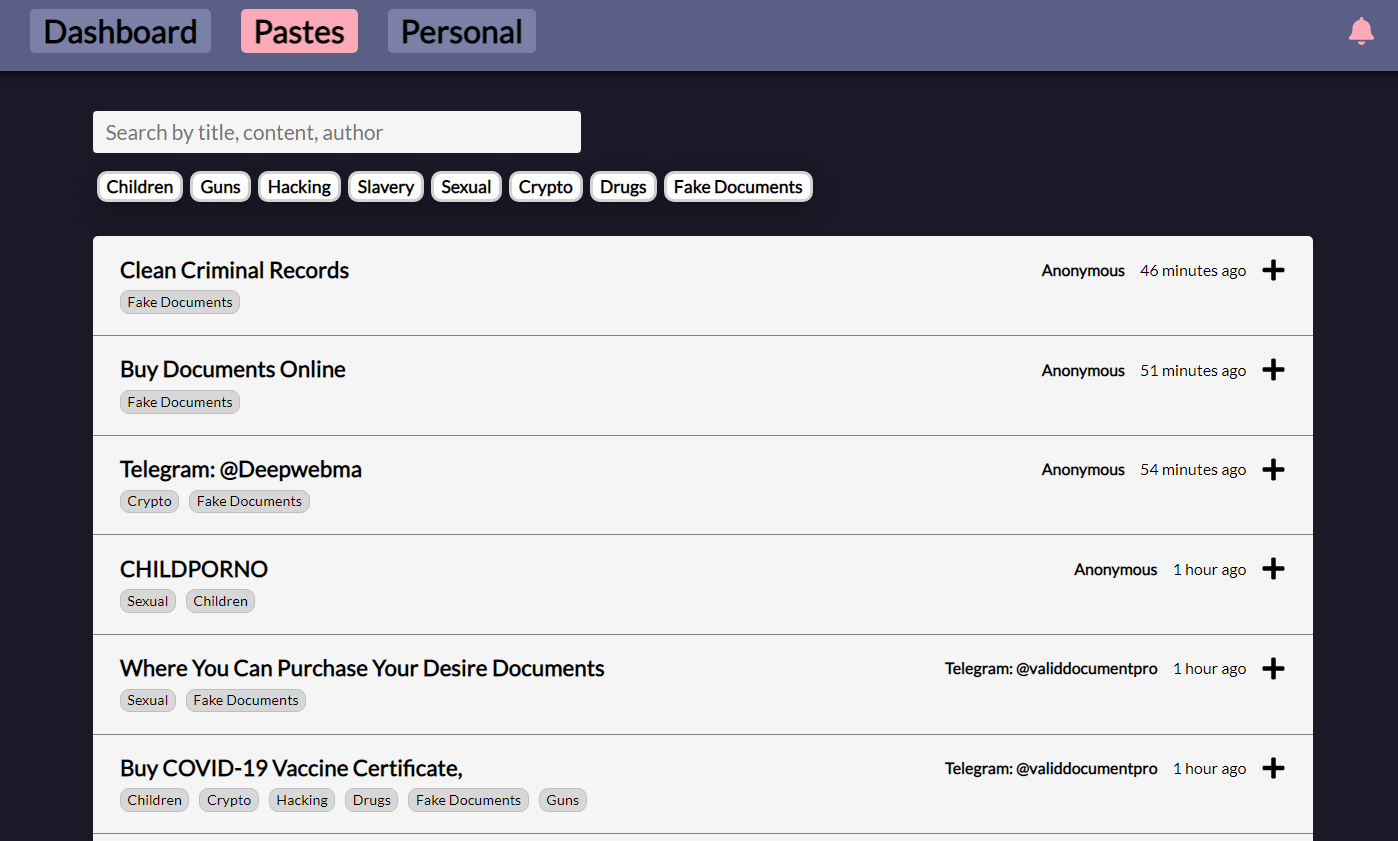 Dashboard Pastes Personal
Search by title, content, author
Children Guns Hacking Slavery Sexual Crypto Drugs Fake Documents
Clean Criminal Records Anonymous 46 minutes ago
Fake Documents
Buy Documents Online Anonymous 51 minutes ago
Fake Documents
Telegram: @Deepwebma Anonymous 54 minutes ago
Crypto Fake Documents
CHILDPORNO Anonymous 1 hour ago
Sexual Children
Where You Can Purchase Your Desire Documents Telegram: @validdocumentpro 1 hour ago
Sexual Fake Documents
Buy COVID-19 Vaccine Certificate, Telegram: @validdocumentpro 1 hour ago
Children Crypto Hacking Drugs Fake Documents Guns